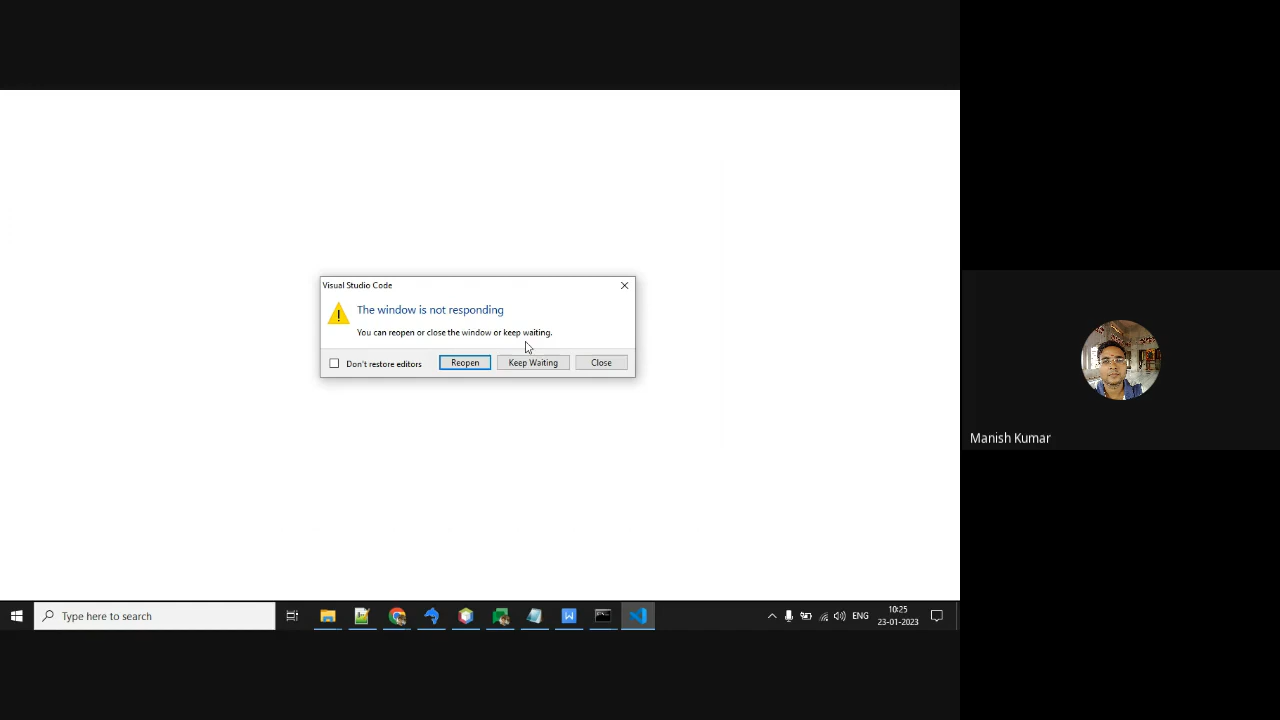 Visual Studio Code
The window is not responding
You can reopen or close the window or keep waiting.
Don't restore editors
Reopen
Keep Waiting
Close
Manish Kumar
Type here to search
ENG
10:25
23-01-2023